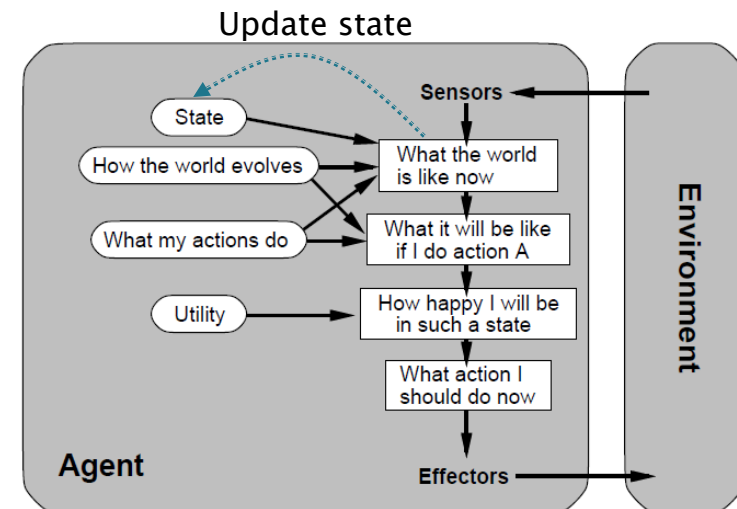 Update state
Sensors
State
What the world
is like now
How the world evolves
What my actions do
What it will be like
if I do action A
Utility
How happy I will be
in such a state
What action I
should do now
Agent
Effectors
Environment